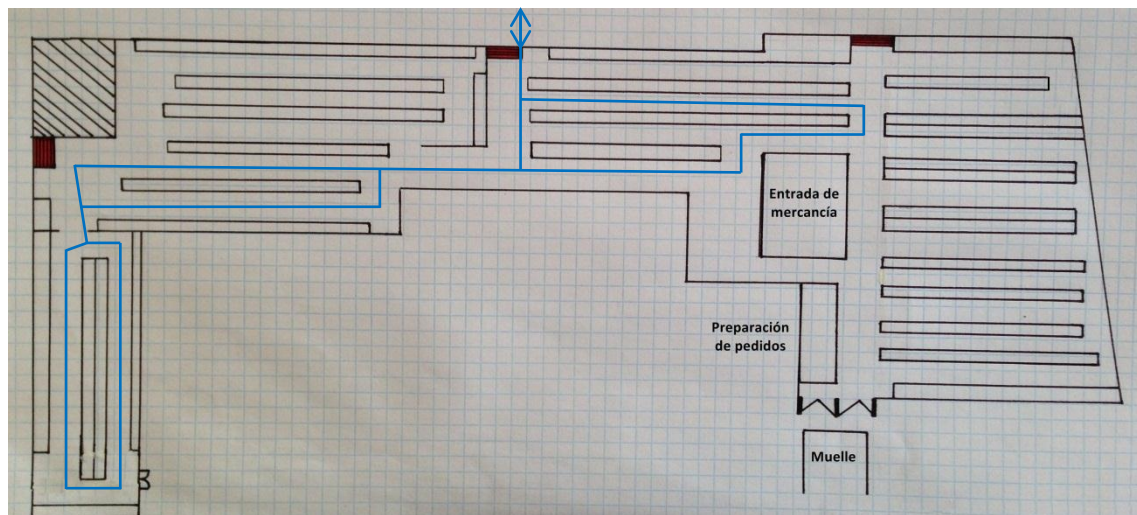 Entrada de
mercancía
Preparación
de pedidos
Muelle